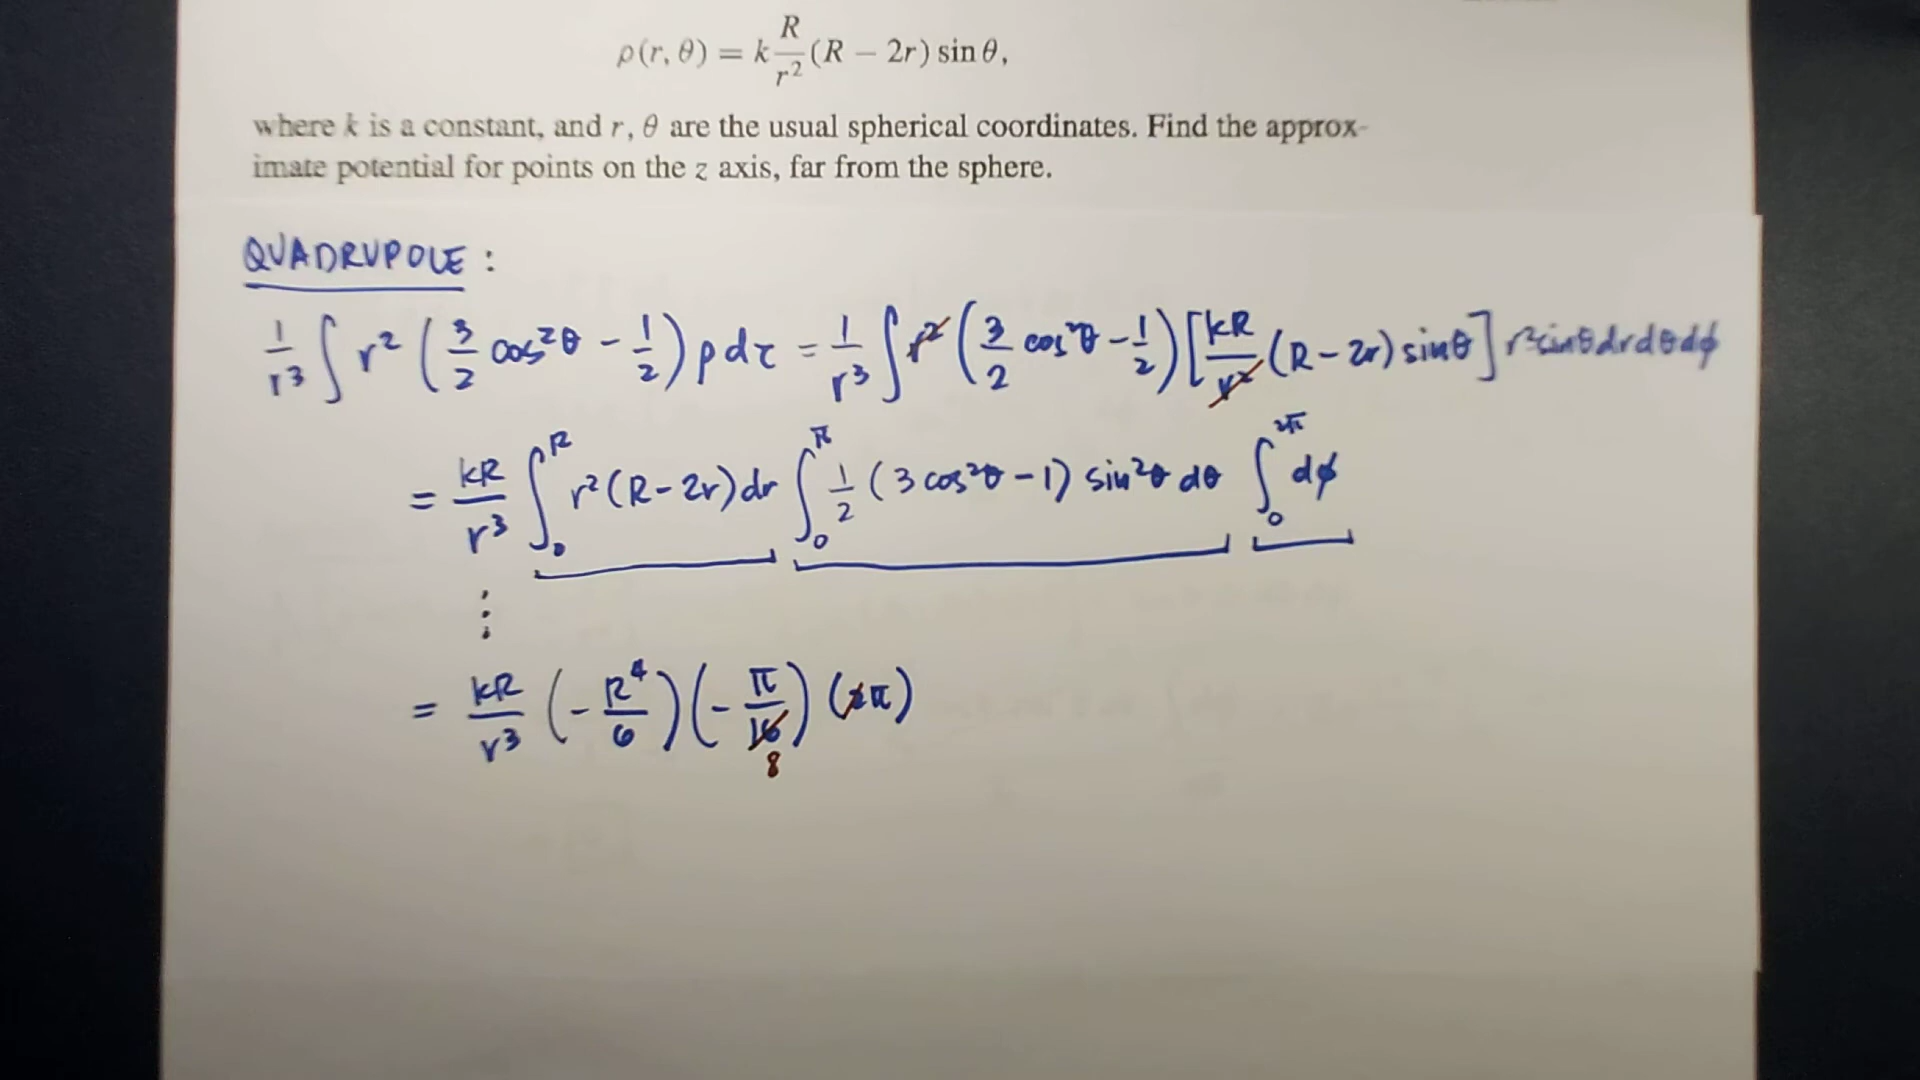 ρ(r, θ) = k R/r² (R − 2r) sin θ,
where k is a constant, and r, θ are the usual spherical coordinates. Find the approx-
imate potential for points on the z axis, far from the sphere.
QUADRUPOLE :
1/r³ ∫ r² (3/2 cos²θ - 1/2) ρ dτ = 1/r³ ∫ r² (3/2 cos²θ - 1/2) [kR/r² (R - 2r) sinθ] r² sinθ dr dθ dϕ
= kR/r³ ∫₀ᴿ r² (R - 2r) dr ∫₀^π 1/2 (3 cos²θ - 1) sin²θ dθ ∫₀^2π dϕ
⋮
= kR/r³ (- R⁴/6) (- π/16) (2π)
8